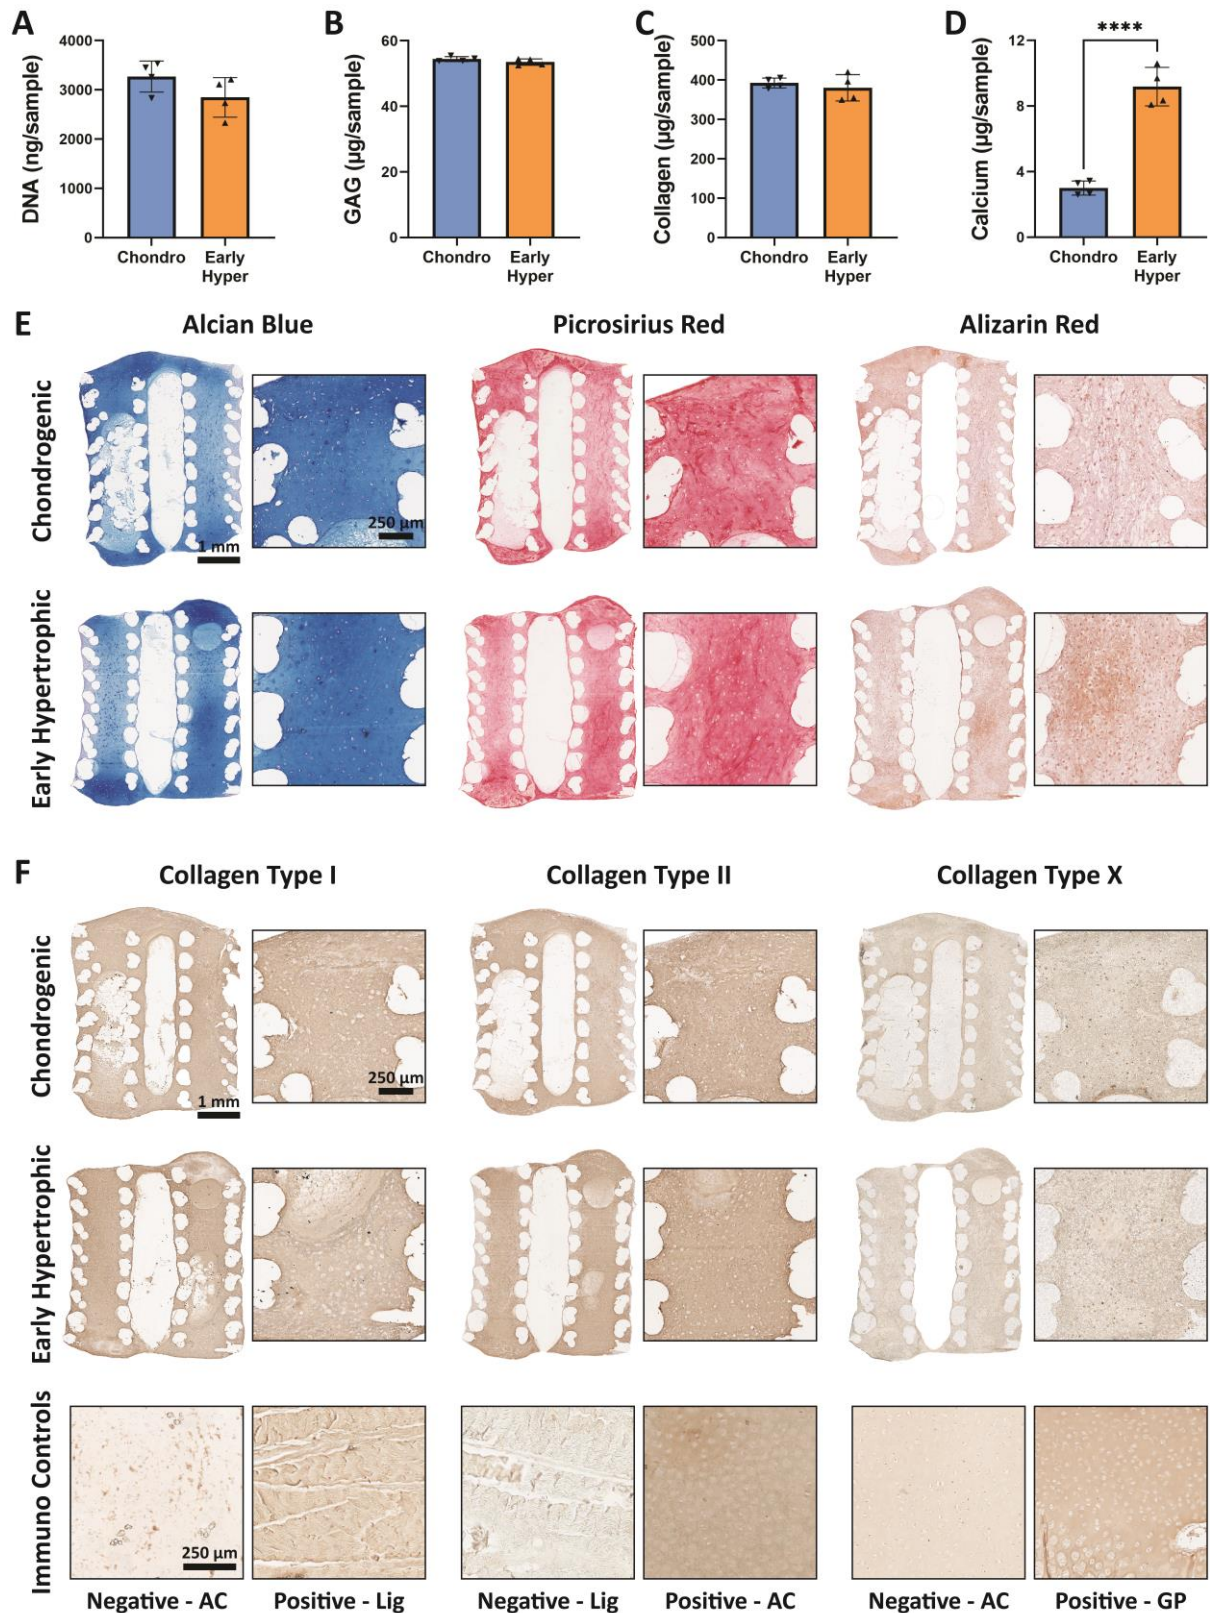 A
DNA (ng/sample)
4000
3000
2000
1000
0
Chondro
Early
Hyper
B
GAG (µg/sample)
60
40
20
0
Chondro
Early
Hyper
C
Collagen (µg/sample)
500
400
300
200
100
0
Chondro
Early
Hyper
D
Calcium (µg/sample)
12
8
4
0
****
Chondro
Early
Hyper
E
Alcian Blue
Picrosirius Red
Alizarin Red
Chondrogenic
1 mm
250 µm
Early Hypertrophic
F
Collagen Type I
Collagen Type II
Collagen Type X
Chondrogenic
1 mm
250 µm
Early Hypertrophic
Immuno Controls
250 µm
Negative - AC
Positive - Lig
Negative - Lig
Positive - AC
Negative - AC
Positive - GP